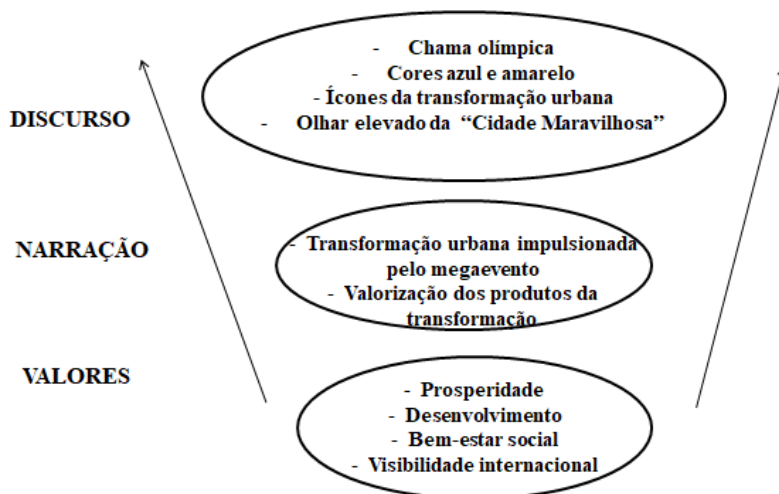 - Chama olímpica
- Cores azul e amarelo
- Ícones da transformação urbana
DISCURSO
- Olhar elevado da “Cidade Maravilhosa”
NARRAÇÃO
- Transformação urbana impulsionada
pelo megaevento
- Valorização dos produtos da
transformação
VALORES
- Prosperidade
- Desenvolvimento
- Bem-estar social
- Visibilidade internacional